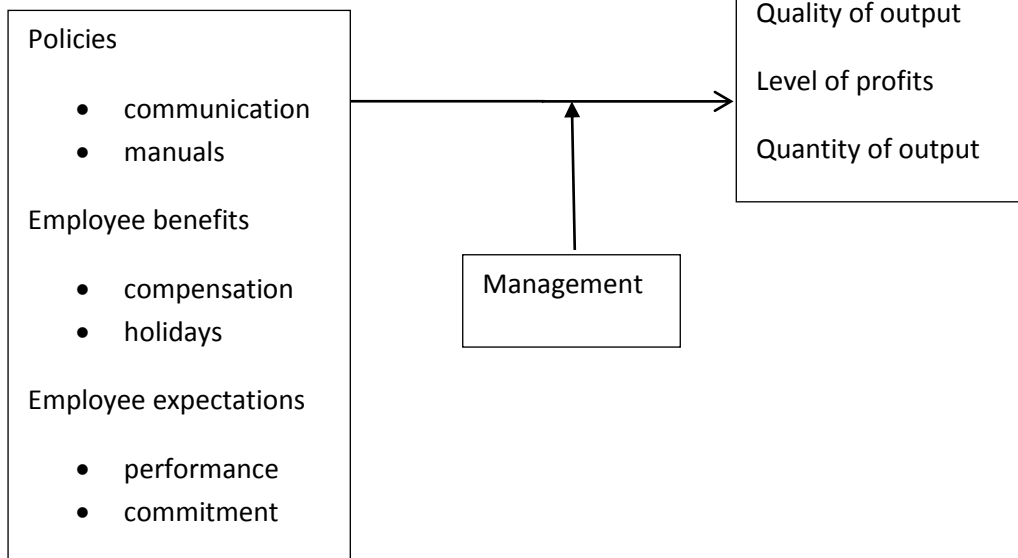 Policies
• communication
• manuals
Employee benefits
• compensation
• holidays
Employee expectations
• performance
• commitment
Management
Quality of output
Level of profits
Quantity of output